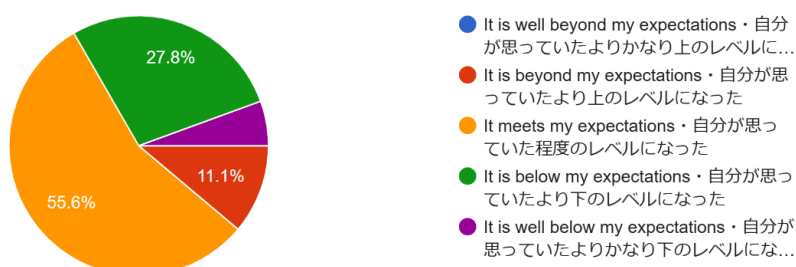 27.8%
11.1%
55.6%
It is well beyond my expectations・自分
が思っていたよりかなり上のレベルに…
It is beyond my expectations・自分が思
っていたより上のレベルになった
It meets my expectations・自分が思っ
ていた程度のレベルになった
It is below my expectations・自分が思っ
ていたより下のレベルになった
It is well below my expectations・自分が
思っていたよりかなり下のレベルにな…